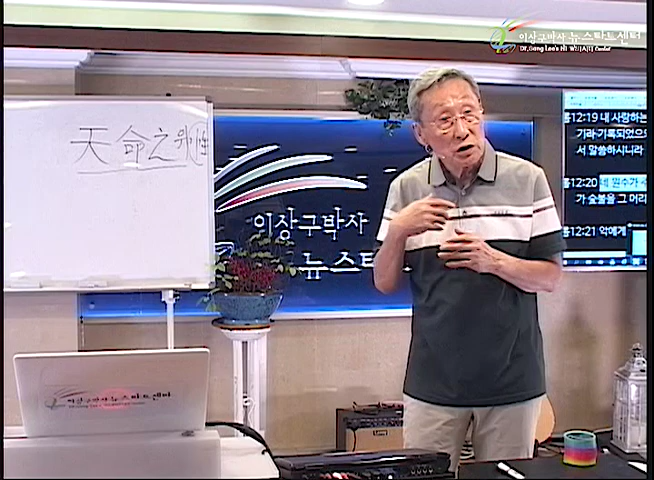 이상구박사 뉴스타트센터
Dr. Sang Lee's NEWSTART Center
天命之謂性
이상구박사
뉴스타
12:19 내 사랑하는
기라 기록되었으
서 말씀하시니라
12:20 네 원수가
가 숯불을 그 머리
12:21 악에게
이상구박사 뉴스타트센터